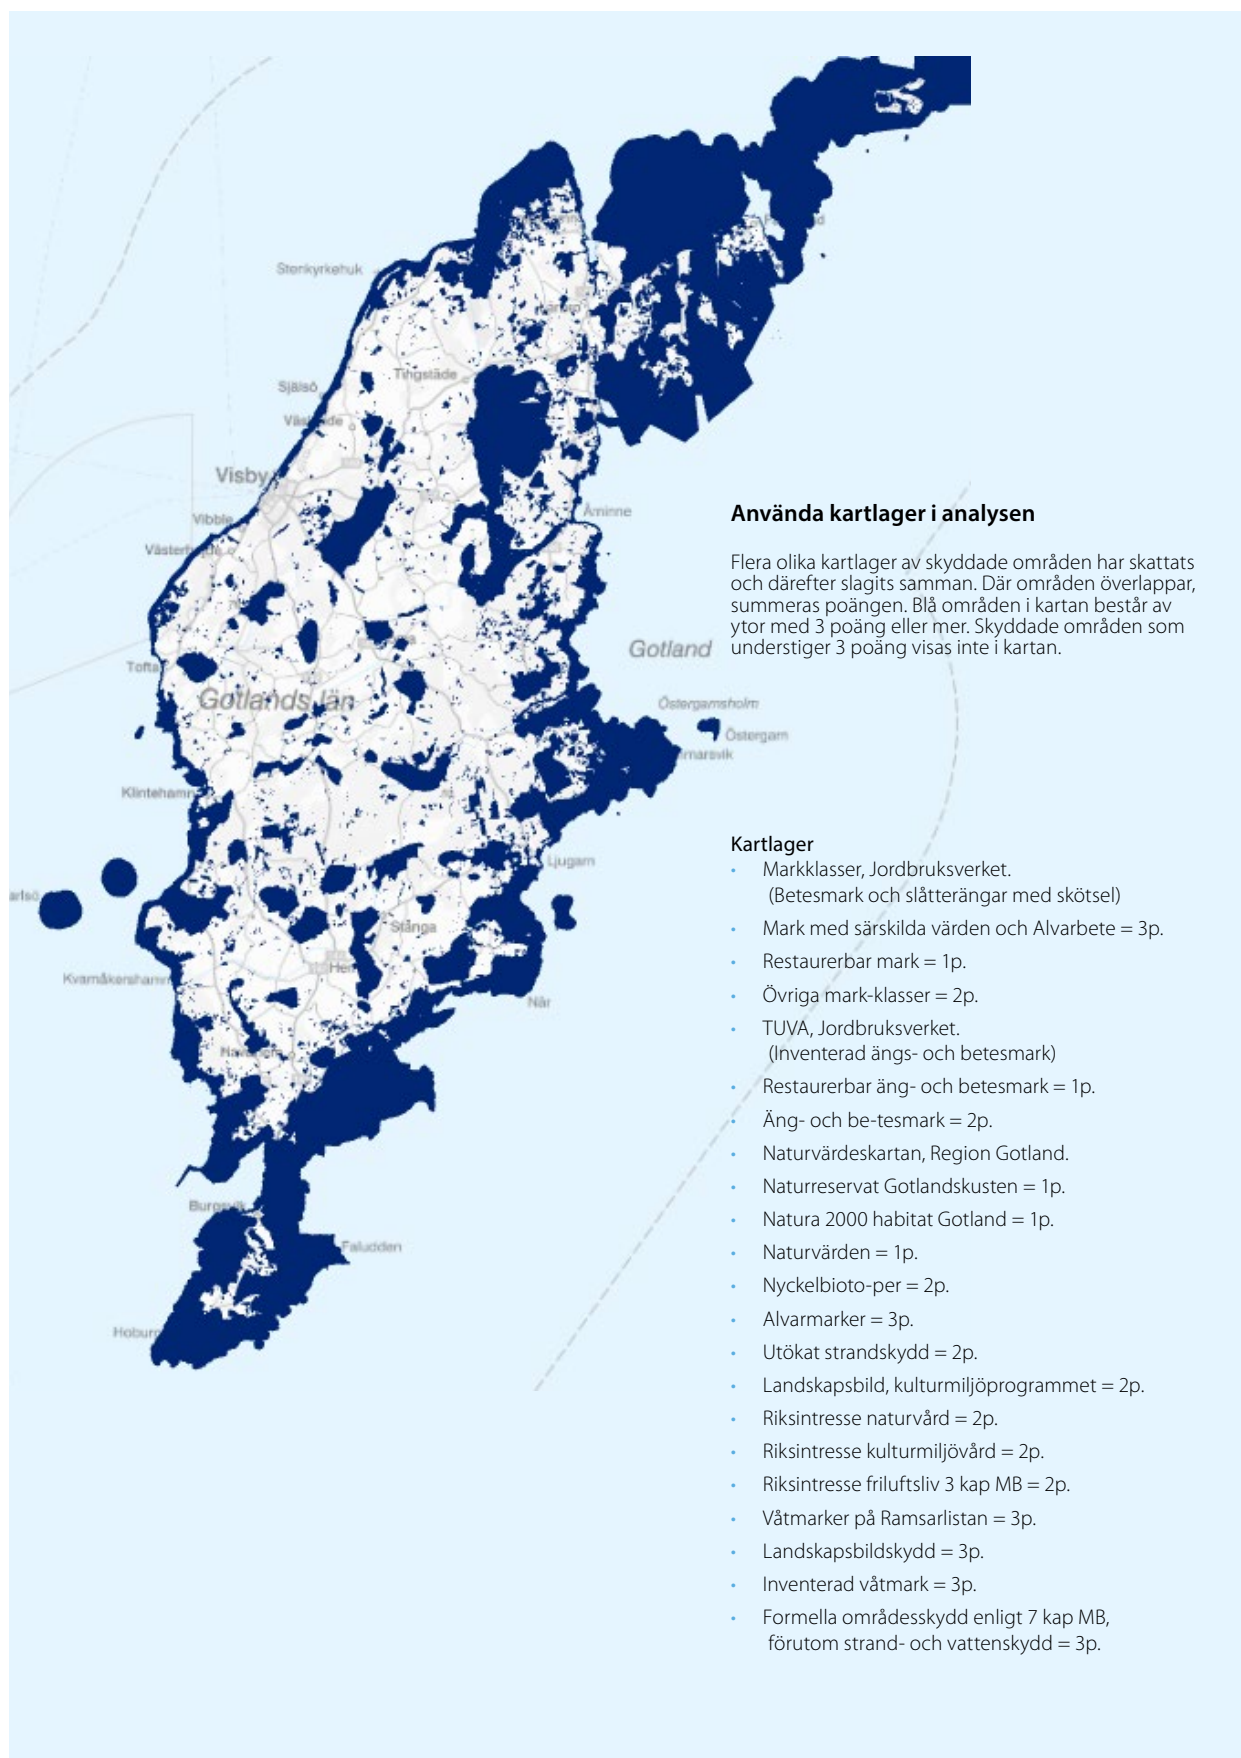 Stenkyrkehuk
Tingstäde
Själsö
Visby
Vibble
Åminne
Tofta
Gotlands län
Klintehamn
Gotland
Östergamsholm
Östergam
Ljugarn
Stånga
Kvarnåkershamn
När
Burgsvik
Faludden
Hoburg
Använda kartlager i analysen
Flera olika kartlager av skyddade områden har skattats
och därefter slagits samman. Där områden överlappar,
summeras poängen. Blå områden i kartan består av
ytor med 3 poäng eller mer. Skyddade områden som
understiger 3 poäng visas inte i kartan.
Kartlager
• Markklasser, Jordbruksverket.
(Betesmark och slåtterängar med skötsel)
• Mark med särskilda värden och Alvarbete = 3p.
• Restaurerbar mark = 1p.
• Övriga mark-klasser = 2p.
• TUVA, Jordbruksverket.
(Inventerad ängs- och betesmark)
• Restaurerbar äng- och betesmark = 1p.
• Äng- och be-tesmark = 2p.
• Naturvärdeskartan, Region Gotland.
• Naturreservat Gotlandskusten = 1p.
• Natura 2000 habitat Gotland = 1p.
• Naturvärden = 1p.
• Nyckelbioto-per = 2p.
• Alvarmarker = 3p.
• Utökat strandskydd = 2p.
• Landskapsbild, kulturmiljöprogrammet = 2p.
• Riksintresse naturvård = 2p.
• Riksintresse kulturmiljövård = 2p.
• Riksintresse friluftsliv 3 kap MB = 2p.
• Våtmarker på Ramsarlistan = 3p.
• Landskapsbildskydd = 3p.
• Inventerad våtmark = 3p.
• Formella områdesskydd enligt 7 kap MB,
förutom strand- och vattenskydd = 3p.